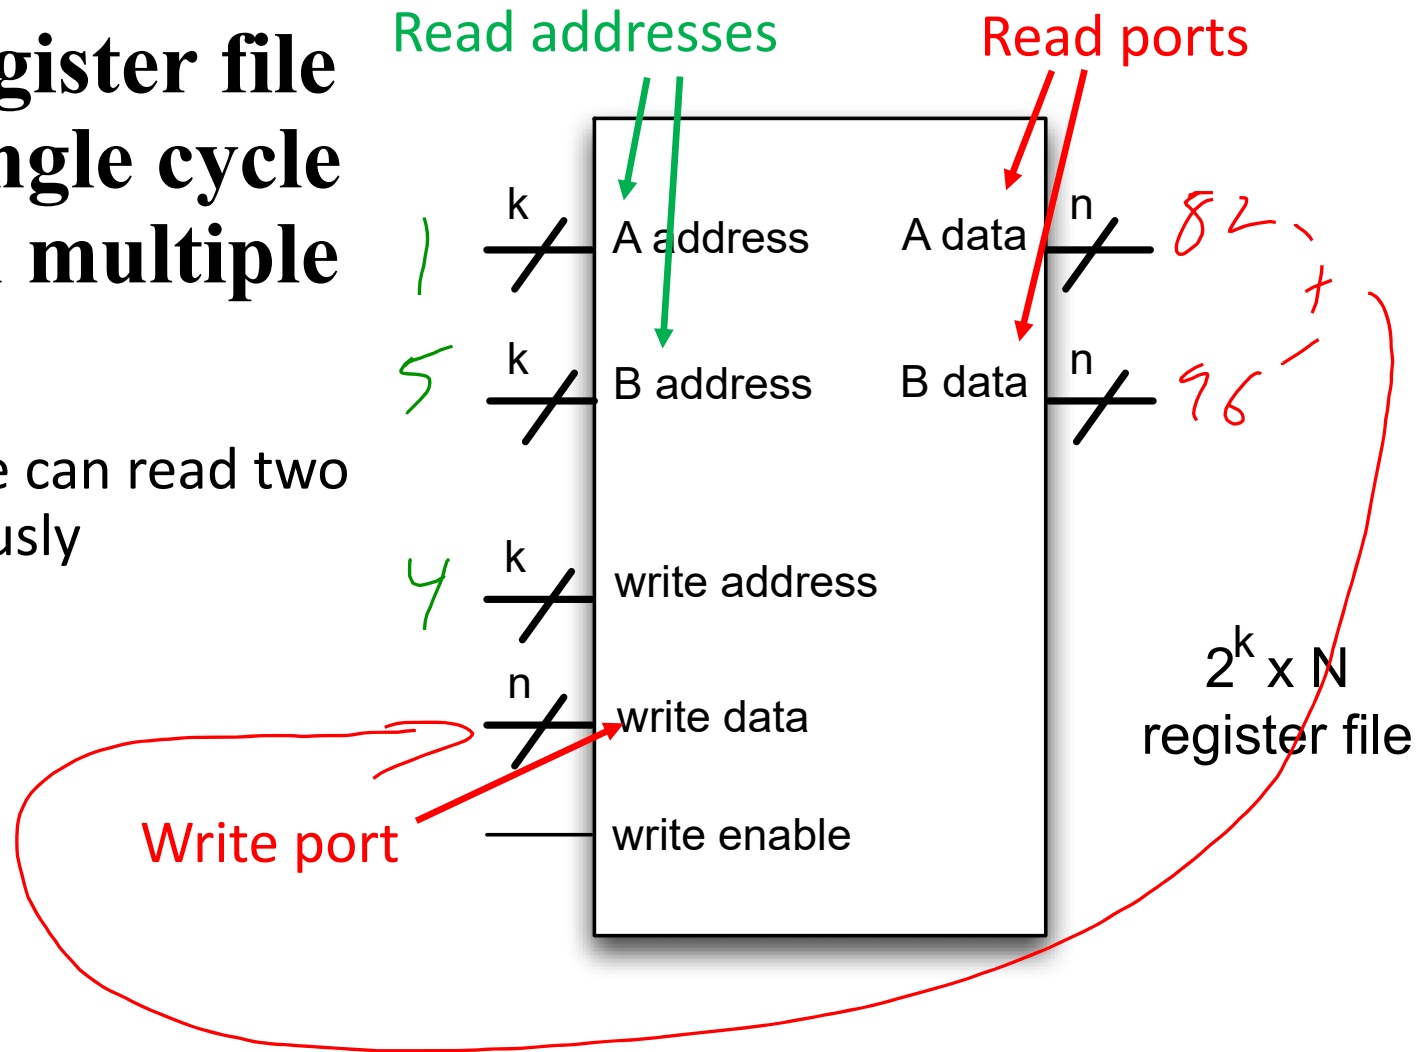 Read addresses
Read ports
gister file
ngle cycle
multiple
k
A address
A data
n
1
82
+
k
B address
B data
n
5
96
e can read two
usly
k
write address
4
2^k x N
register file
n
write data
Write port
write enable